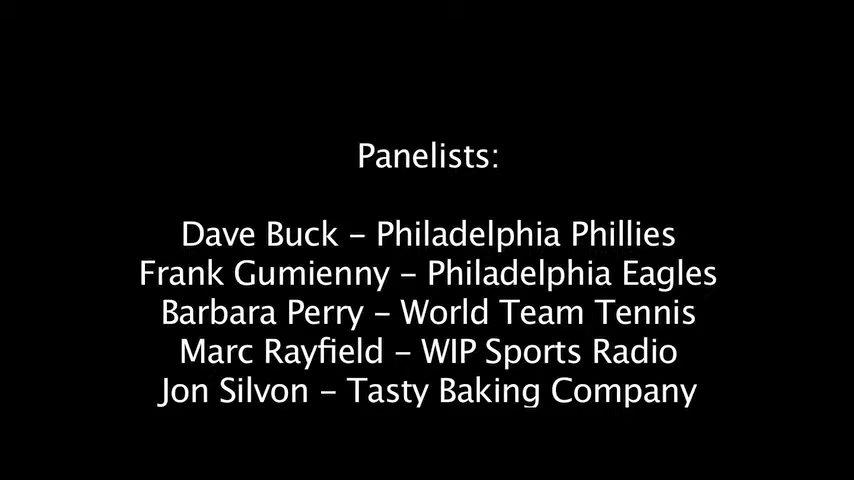 Panelists:
Dave Buck – Philadelphia Phillies
Frank Gumienny – Philadelphia Eagles
Barbara Perry – World Team Tennis
Marc Rayfield – WIP Sports Radio
Jon Silvon – Tasty Baking Company